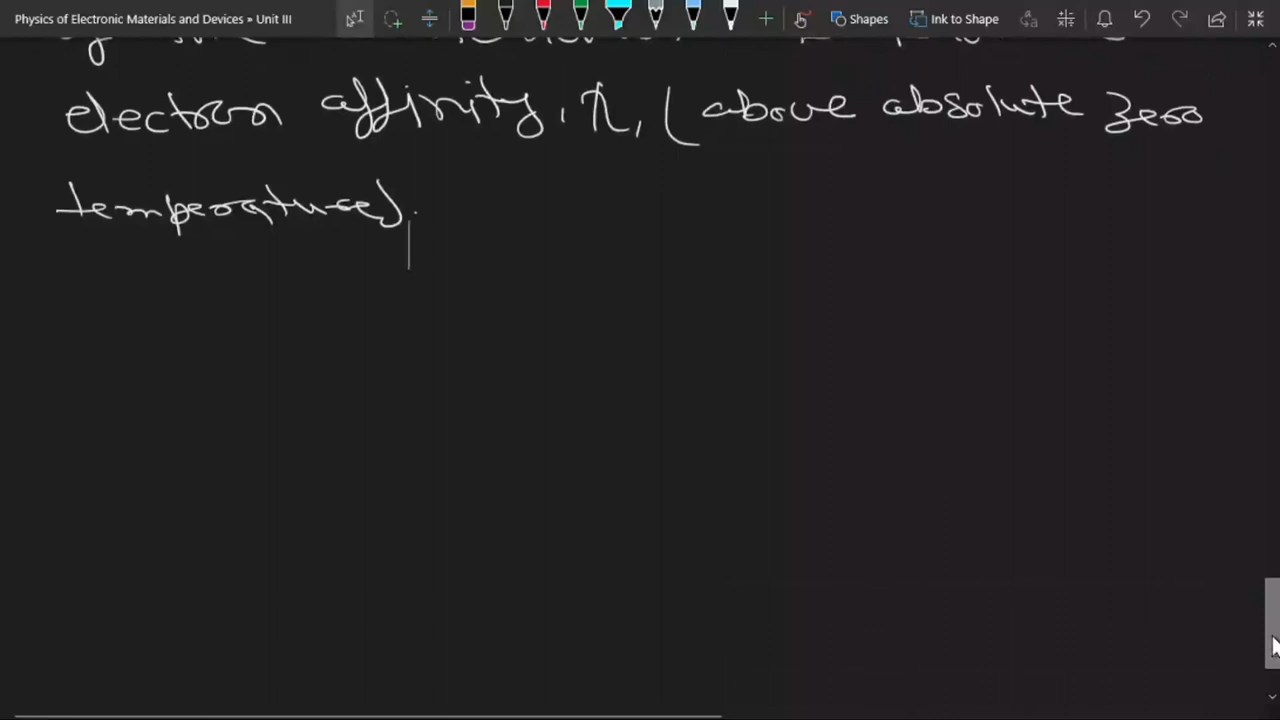 Physics of Electronic Materials and Devices » Unit III
Shapes
Ink to Shape
electron affinity, χ, (above absolute zero
temperature).